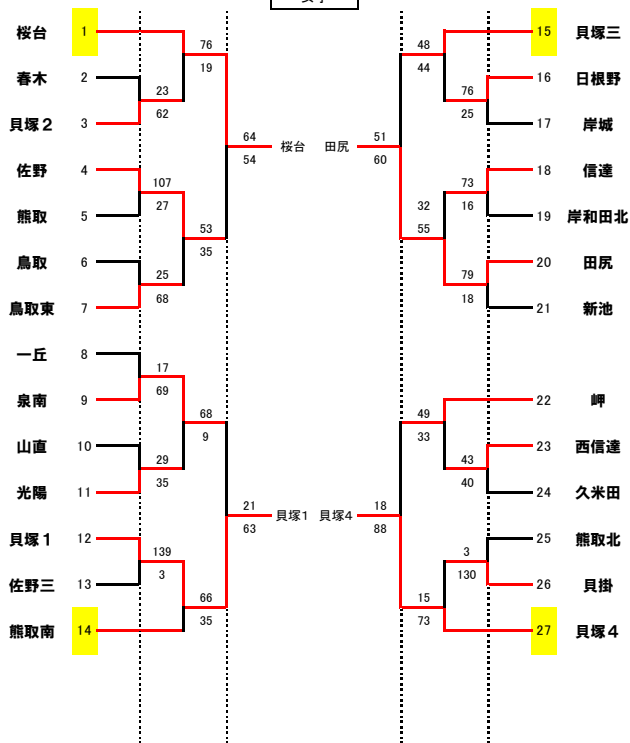 桜台 1 76 48 15 貝塚三
19 44
春木 2 16 日根野
23 76
62 25
貝塚2 3 17 岸城
64 桜台 田尻 51
54 60
佐野 4 18 信達
107 73
27 16
熊取 5 32 19 岸和田北
53 55
35
鳥取 6 20 田尻
25 79
68 18
鳥取東 7 21 新池
一丘 8
17
69
泉南 9 22 岬
68 49
9 33
山直 10 23 西信達
29 43
35 40
光陽 11 24 久米田
21 貝塚1 貝塚4 18
63 88
貝塚1 12 25 熊取北
139 3
3 130
佐野三 13 26 貝掛
66 15
35 73
熊取南 14 27 貝塚4